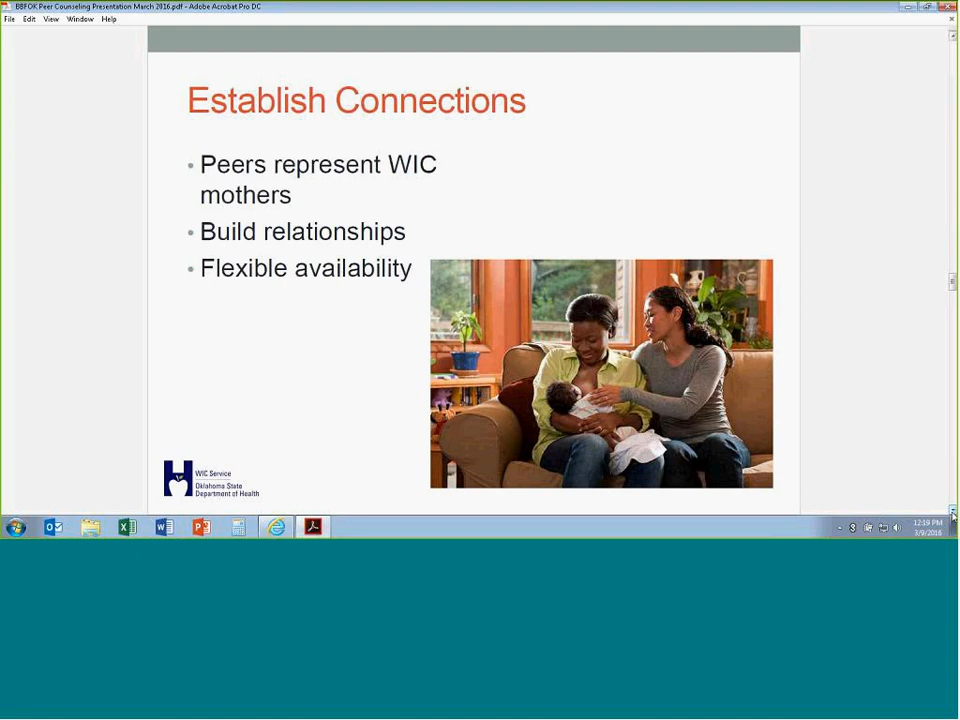 BBFOK Peer Counseling Presentation March 2016.pdf - Adobe Acrobat Pro DC
File Edit View Window Help
Establish Connections
• Peers represent WIC
mothers
• Build relationships
• Flexible availability
WIC Service
Oklahoma State
Department of Health
12:19 PM
3/9/2016